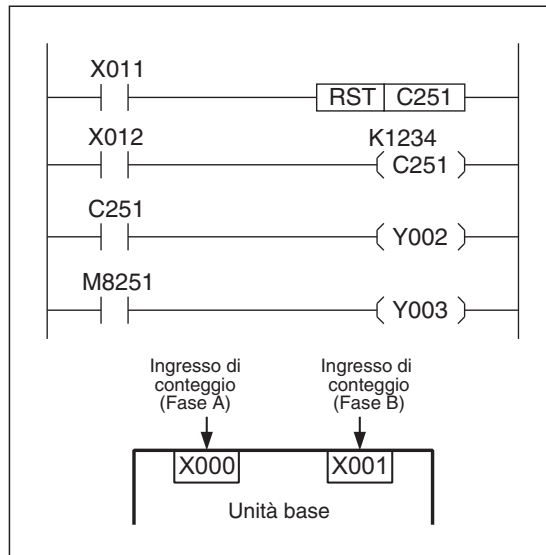 X011
RST C251
X012 K1234
C251
C251
Y002
M8251
Y003
Ingresso di conteggio (Fase A)
Ingresso di conteggio (Fase B)
X000 X001
Unità base